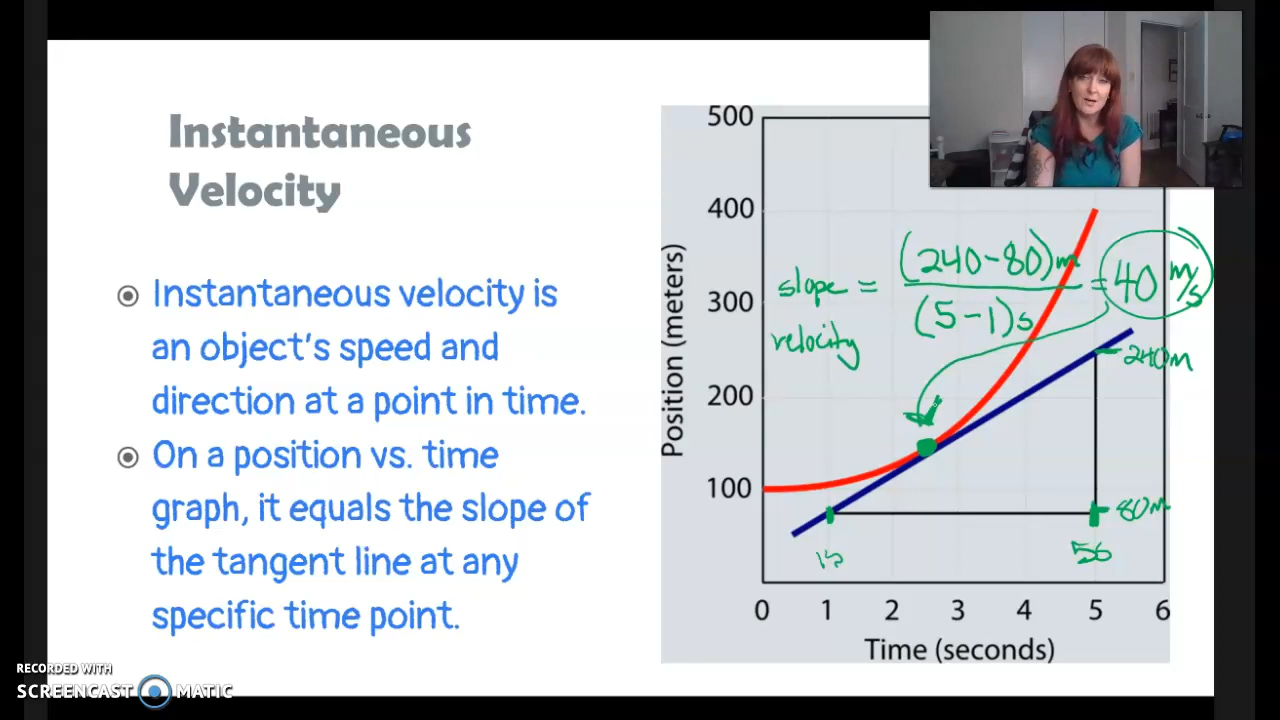 Instantaneous
Velocity
Instantaneous velocity is
an object's speed and
direction at a point in time.
On a position vs. time
graph, it equals the slope of
the tangent line at any
specific time point.
500
400
300
200
100
Position (meters)
slope = (240-80)m / (5-1)s = 40 m/s
velocity
240m
80m
1s
5s
0 1 2 3 4 5 6
Time (seconds)
RECORDED WITH
SCREENCAST MATIC